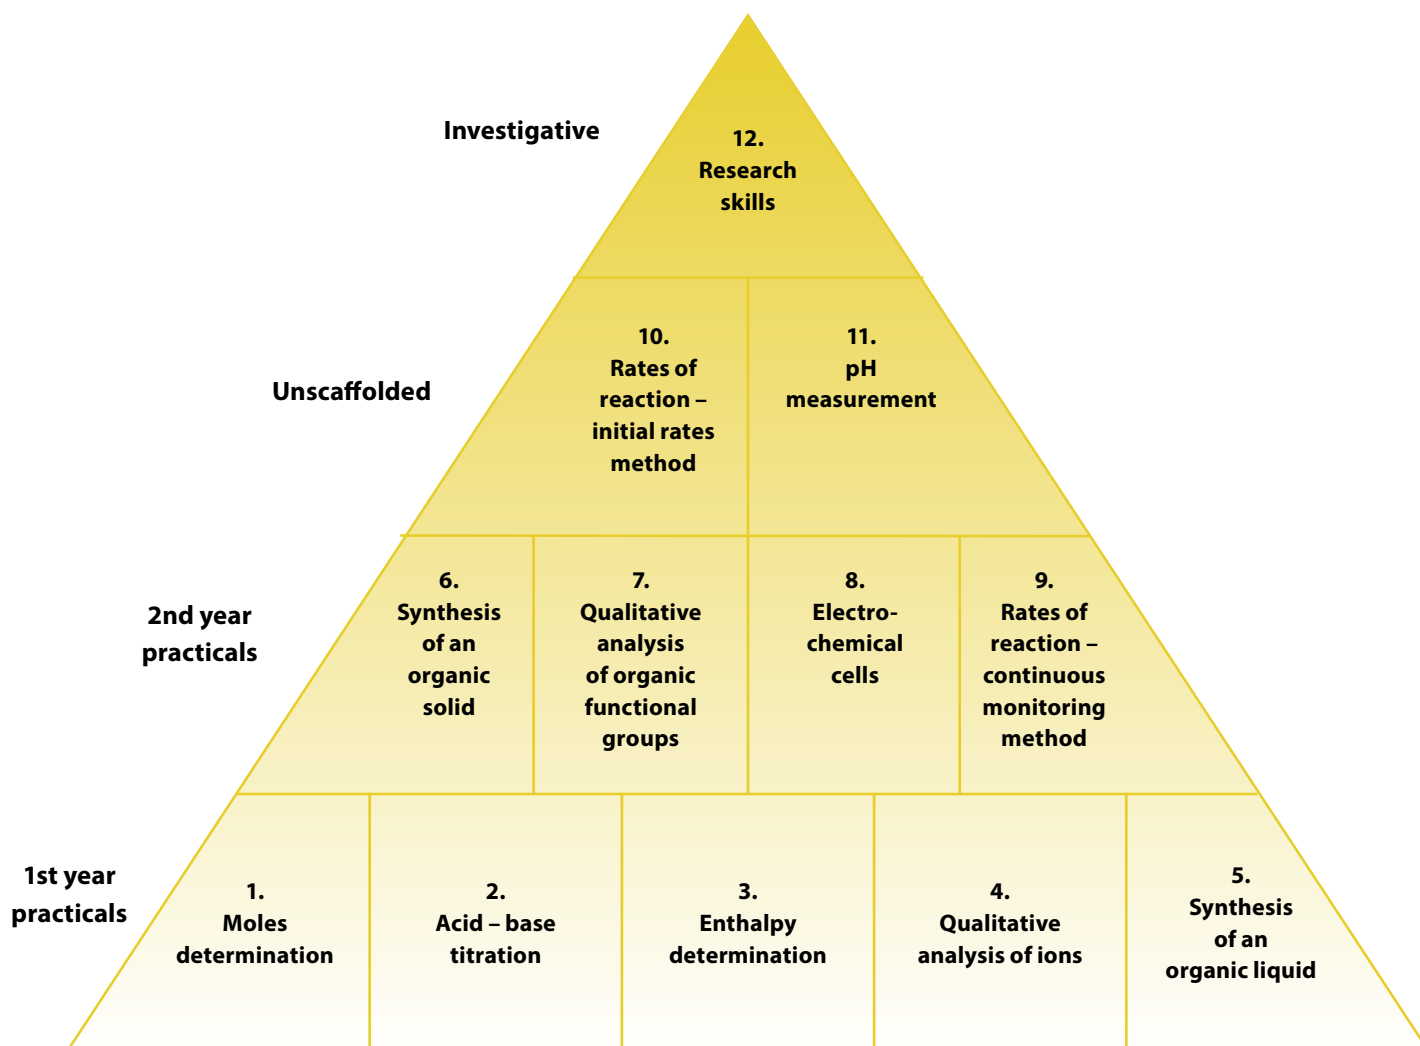 Investigative
12.
Research
skills
Unscaffolded
10.
Rates of
reaction –
initial rates
method
11.
pH
measurement
2nd year
practicals
6.
Synthesis
of an
organic
solid
7.
Qualitative
analysis
of organic
functional
groups
8.
Electro-
chemical
cells
9.
Rates of
reaction –
continuous
monitoring
method
1st year
practicals
1.
Moles
determination
2.
Acid – base
titration
3.
Enthalpy
determination
4.
Qualitative
analysis of ions
5.
Synthesis
of an
organic liquid